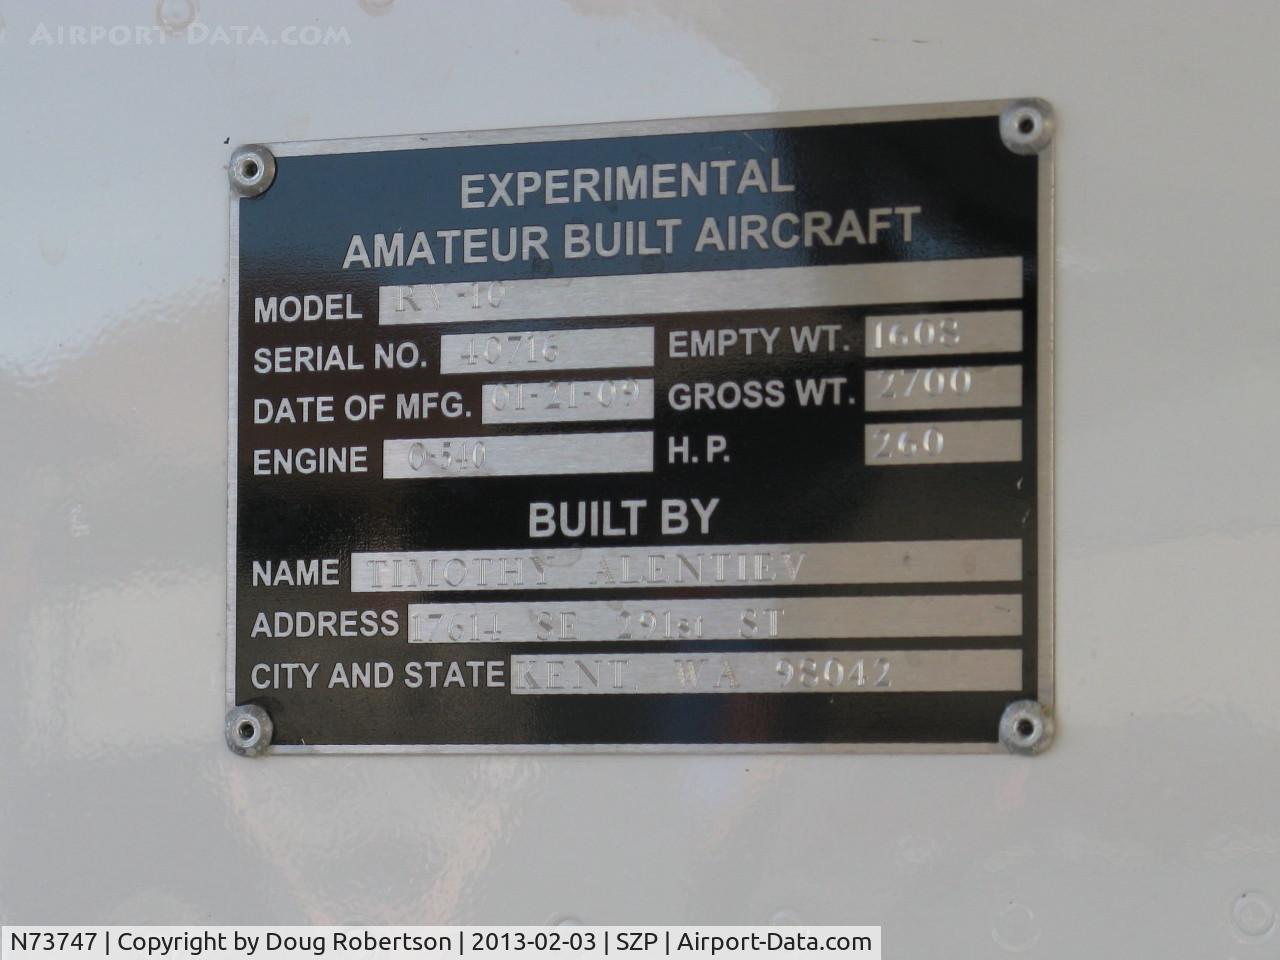 AIRPORT-DATA.COM
EXPERIMENTAL
AMATEUR BUILT AIRCRAFT
MODEL RV-10
SERIAL NO. 40716 EMPTY WT. 1608
DATE OF MFG. 01-21-09 GROSS WT. 2700
ENGINE O-540 H. P. 260
BUILT BY
NAME TIMOTHY ALENTIEV
ADDRESS 17614 SE 291st ST
CITY AND STATE KENT, WA 98042
N73747 | Copyright by Doug Robertson | 2013-02-03 | SZP | Airport-Data.com